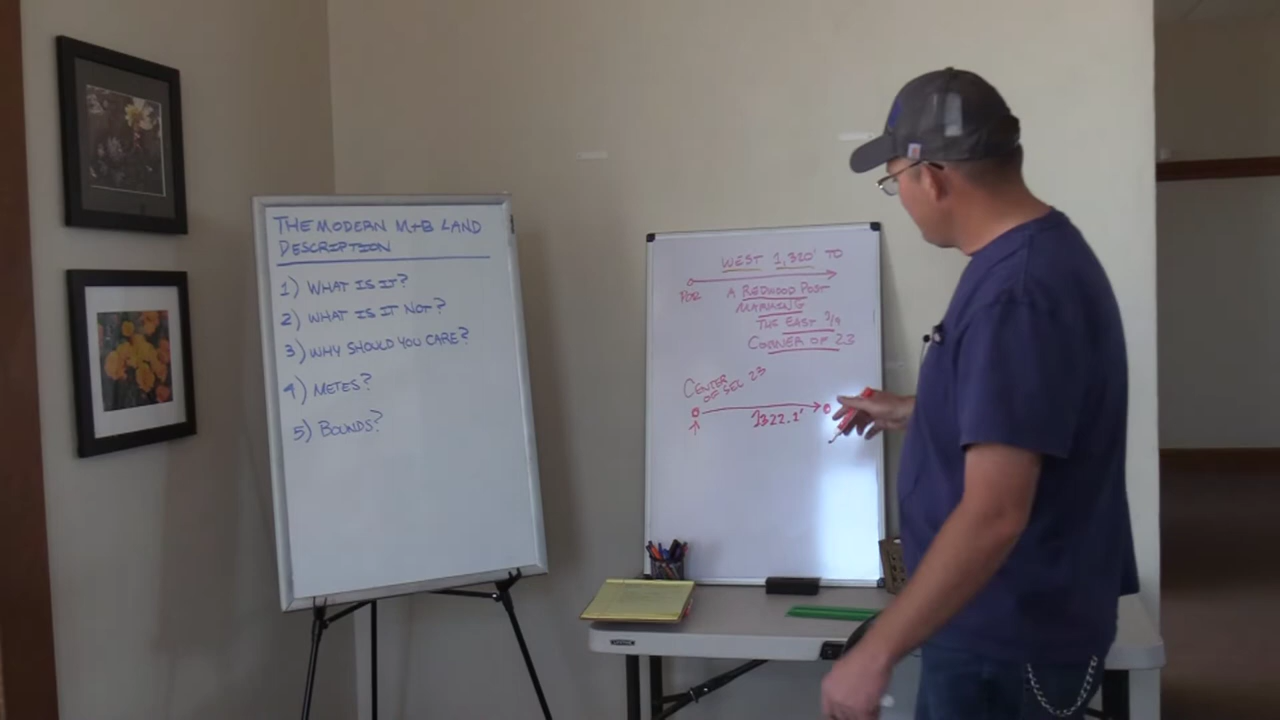 THE MODERN M+B LAND
DESCRIPTION
1) WHAT IS IT?
2) WHAT IS IT NOT?
3) WHY SHOULD YOU CARE?
4) METES?
5) BOUNDS?
WEST 1,320' TO
POB
A REDWOOD POST
MARKING
THE EAST 1/4
CORNER OF 23
CENTER
OF SEC 23
1322.1'